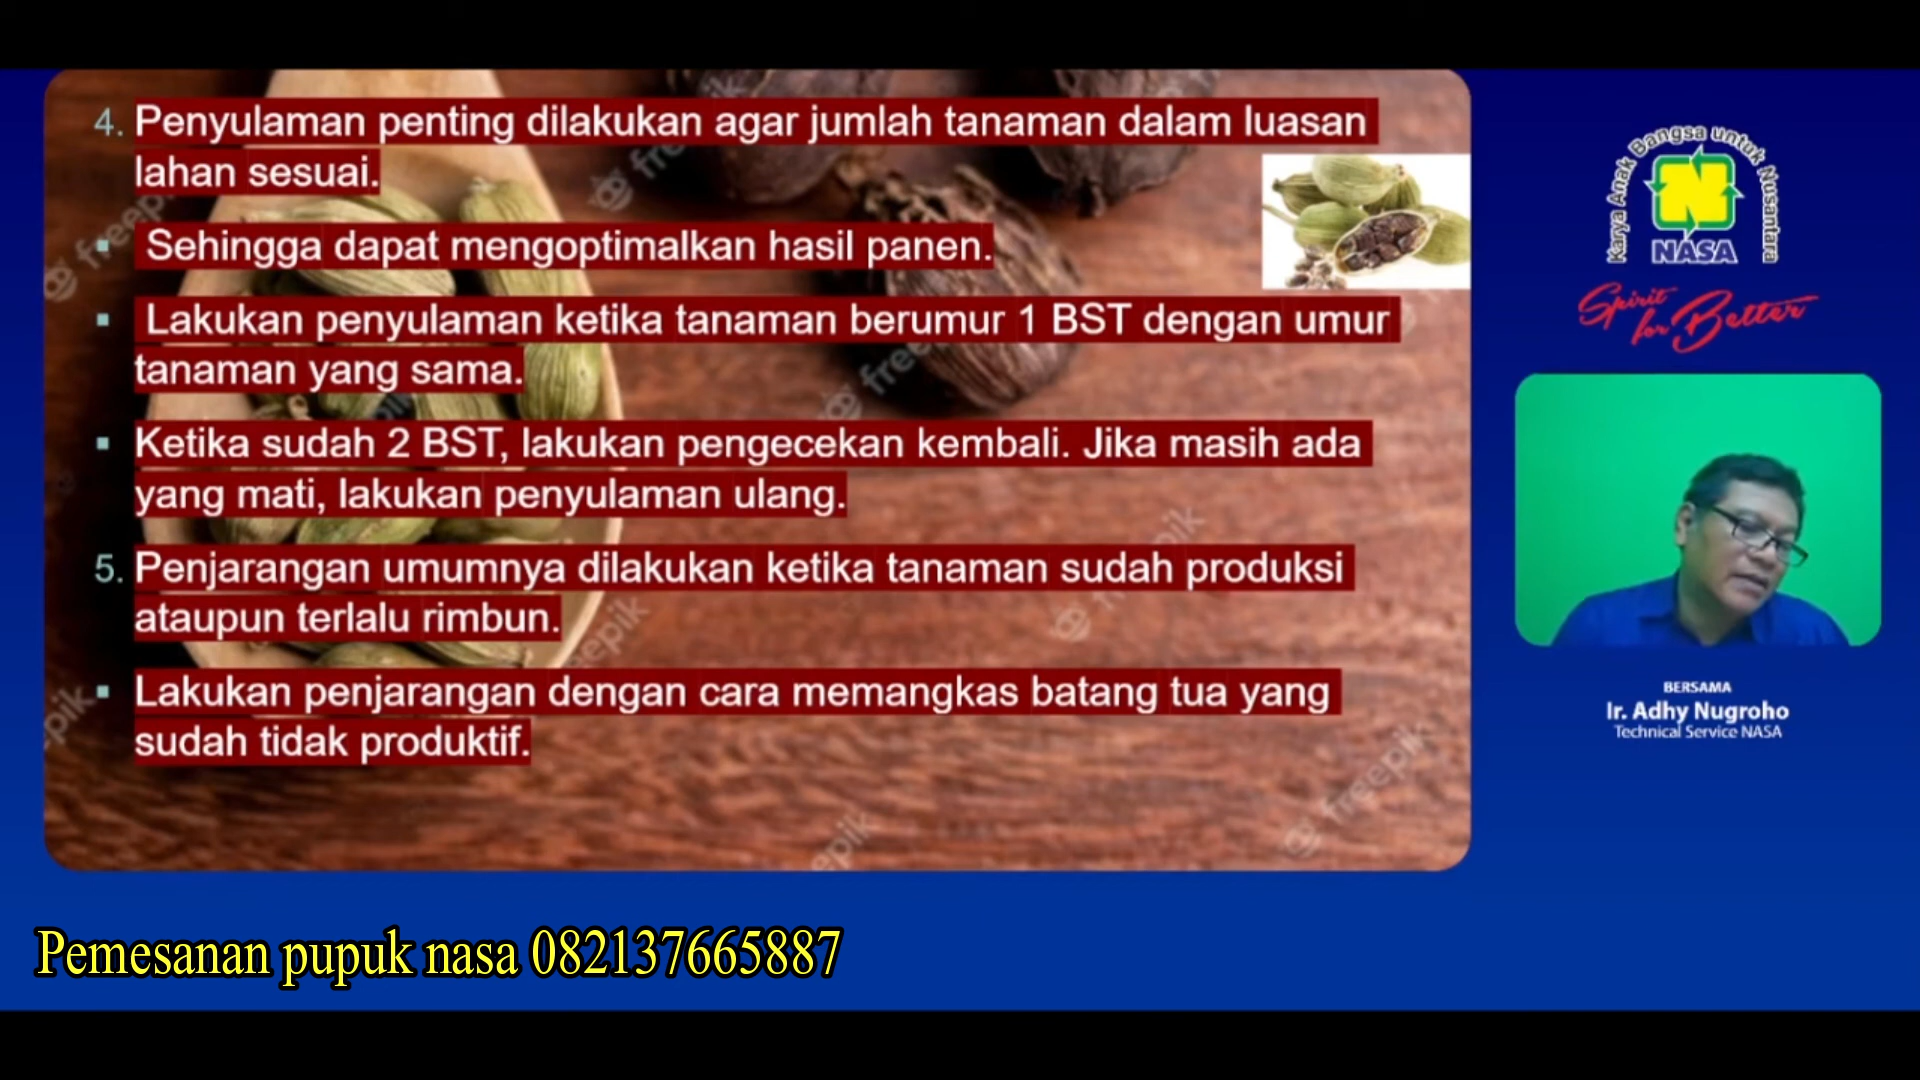 4. Penyulaman penting dilakukan agar jumlah tanaman dalam luasan
lahan sesuai.
▪ Sehingga dapat mengoptimalkan hasil panen.
▪ Lakukan penyulaman ketika tanaman berumur 1 BST dengan umur
tanaman yang sama.
▪ Ketika sudah 2 BST, lakukan pengecekan kembali. Jika masih ada
yang mati, lakukan penyulaman ulang.
5. Penjarangan umumnya dilakukan ketika tanaman sudah produksi
ataupun terlalu rimbun.
▪ Lakukan penjarangan dengan cara memangkas batang tua yang
sudah tidak produktif.
Karya Anak Bangsa untuk Nusantara
N
NASA
Spirit
for Better
BERSAMA
Ir. Adhy Nugroho
Technical Service NASA
Pemesanan pupuk nasa 082137665887
freepik
freepik
freepik
freepik